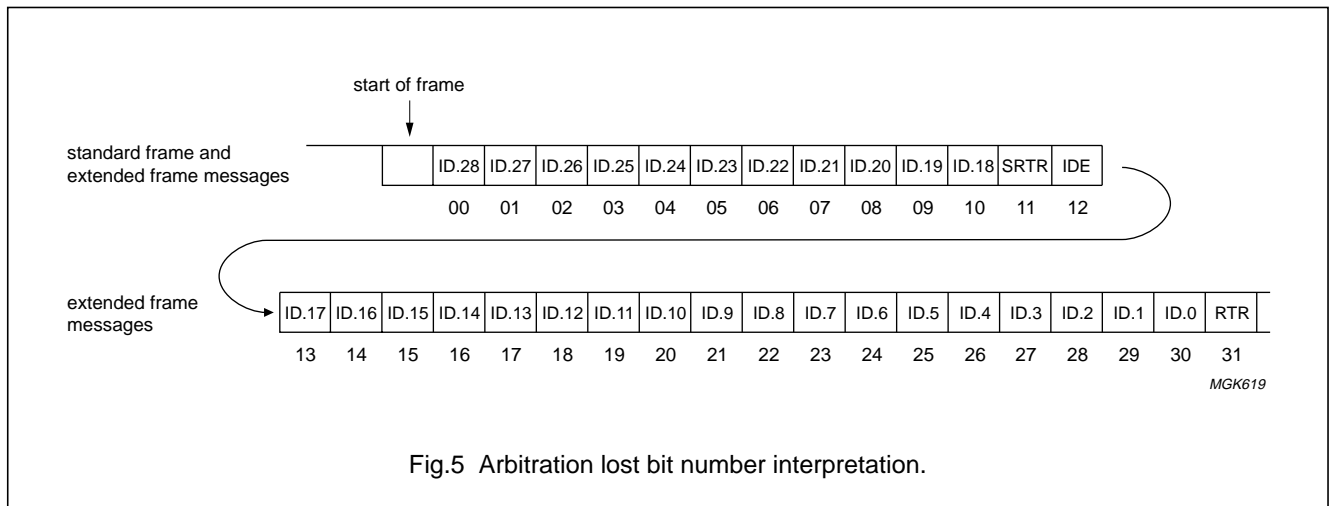 start of frame
standard frame and
extended frame messages
ID.28 ID.27 ID.26 ID.25 ID.24 ID.23 ID.22 ID.21 ID.20 ID.19 ID.18 SRTR IDE
00 01 02 03 04 05 06 07 08 09 10 11 12
extended frame
messages
ID.17 ID.16 ID.15 ID.14 ID.13 ID.12 ID.11 ID.10 ID.9 ID.8 ID.7 ID.6 ID.5 ID.4 ID.3 ID.2 ID.1 ID.0 RTR
13 14 15 16 17 18 19 20 21 22 23 24 25 26 27 28 29 30 31
MGK619
Fig.5 Arbitration lost bit number interpretation.